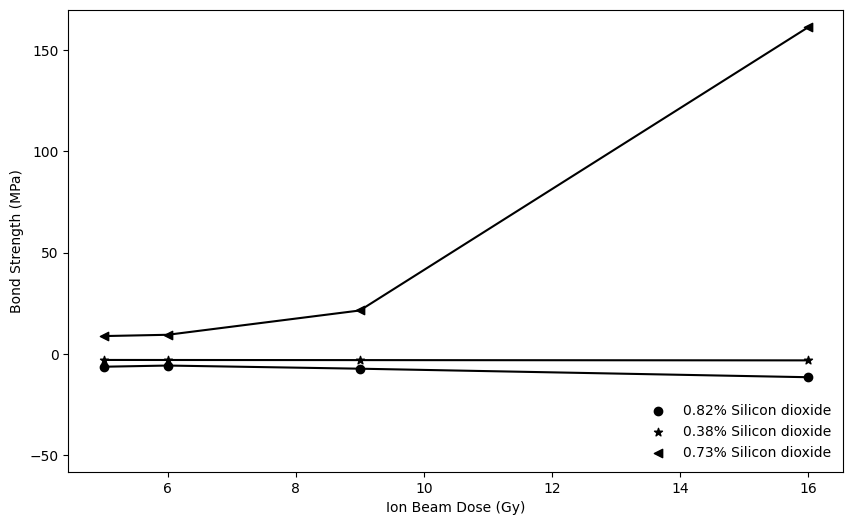 150
100
50
0
−50
Bond Strength (MPa)
6 8 10 12 14 16
Ion Beam Dose (Gy)
0.82% Silicon dioxide
0.38% Silicon dioxide
0.73% Silicon dioxide